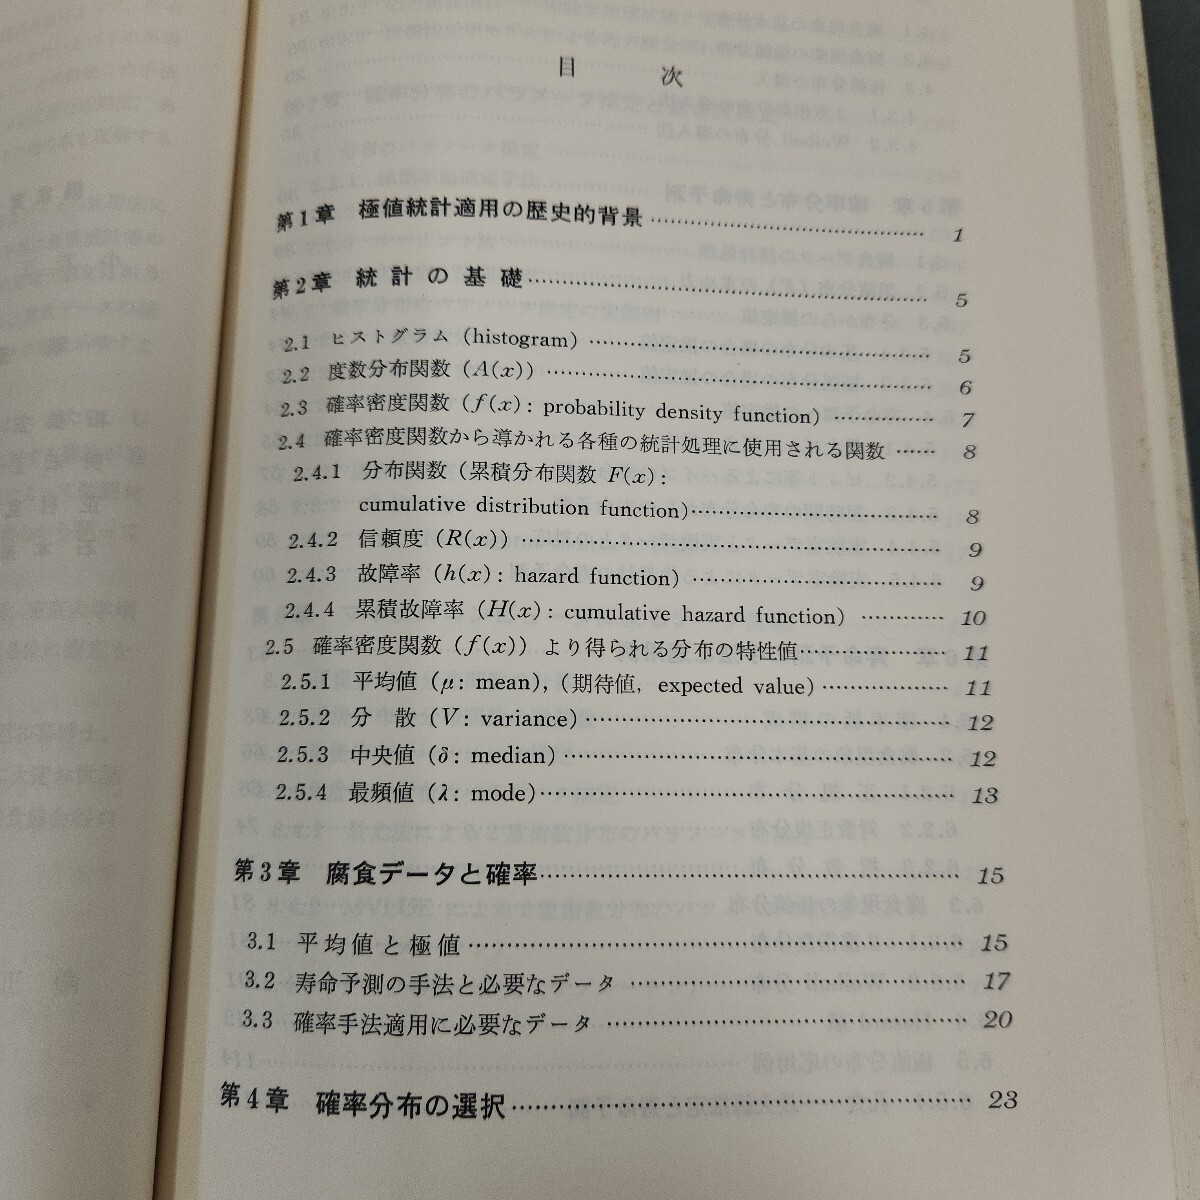 目 次
第1章 極値統計適用の歴史的背景 …… 1
第2章 統計の基礎 …… 5
2.1 ヒストグラム (histogram) …… 5
2.2 度数分布関数 (A(x)) …… 6
2.3 確率密度関数 (f(x): probability density function) …… 7
2.4 確率密度関数から導かれる各種の統計処理に使用される関数 …… 8
2.4.1 分布関数 (累積分布関数 F(x):
cumulative distribution function) …… 8
2.4.2 信頼度 (R(x)) …… 9
2.4.3 故障率 (h(x): hazard function) …… 9
2.4.4 累積故障率 (H(x): cumulative hazard function) …… 10
2.5 確率密度関数 (f(x)) より得られる分布の特性値 …… 11
2.5.1 平均値 (μ: mean), (期待値, expected value) …… 11
2.5.2 分 散 (V: variance) …… 12
2.5.3 中央値 (δ: median) …… 12
2.5.4 最頻値 (λ: mode) …… 13
第3章 腐食データと確率 …… 15
3.1 平均値と極値 …… 15
3.2 寿命予測の手法と必要なデータ …… 17
3.3 確率手法適用に必要なデータ …… 20
第4章 確率分布の選択 …… 23